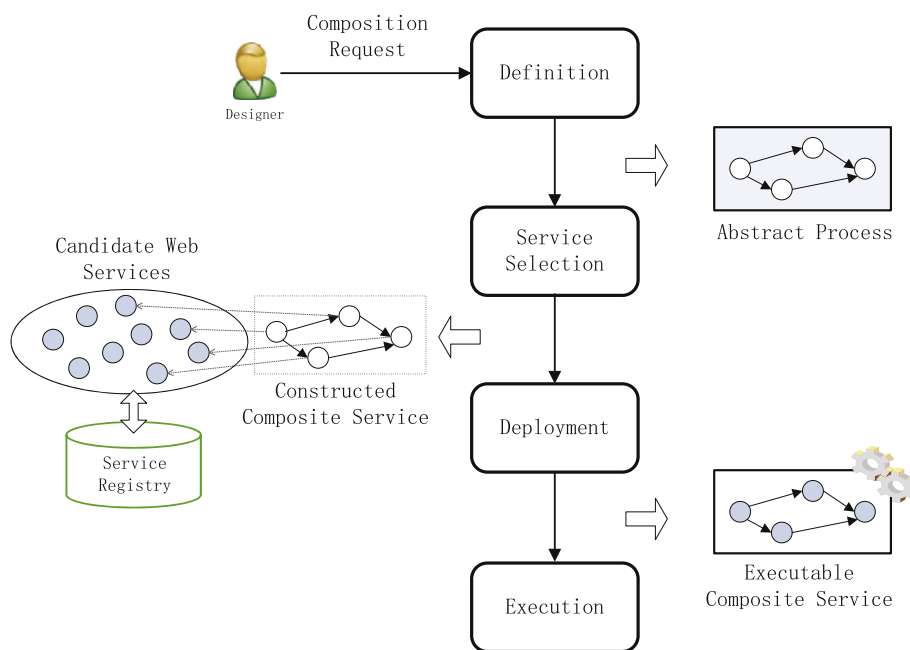 Composition
Request
Designer
Definition
Abstract Process
Service
Selection
Candidate Web
Services
Constructed
Composite Service
Deployment
Service
Registry
Execution
Executable
Composite Service